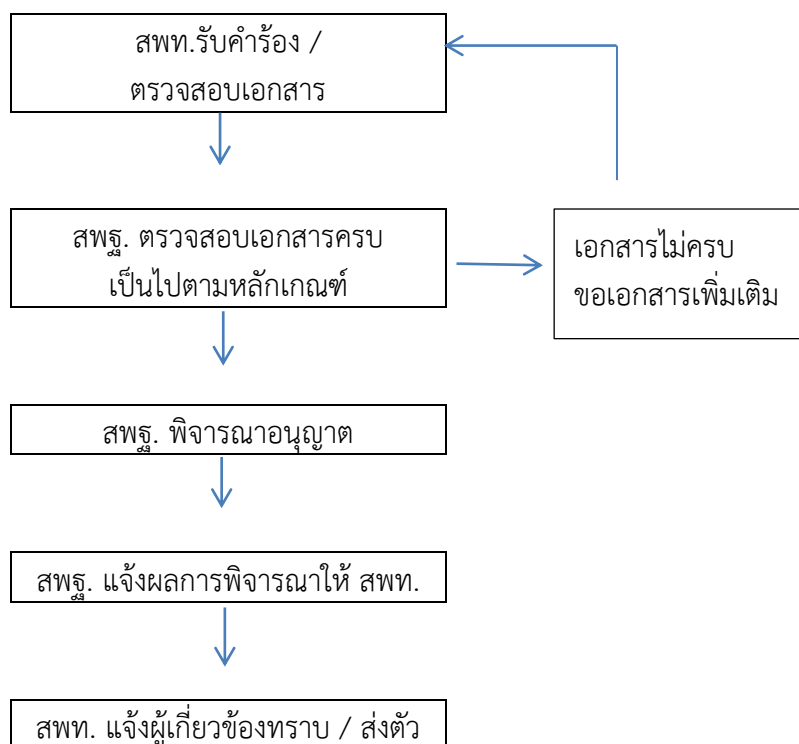 สพท.รับคำร้อง /
ตรวจสอบเอกสาร
สพฐ. ตรวจสอบเอกสารครบ
เป็นไปตามหลักเกณฑ์
เอกสารไม่ครบ
ขอเอกสารเพิ่มเติม
สพฐ. พิจารณาอนุญาต
สพฐ. แจ้งผลการพิจารณาให้ สพท.
สพท. แจ้งผู้เกี่ยวข้องทราบ / ส่งตัว